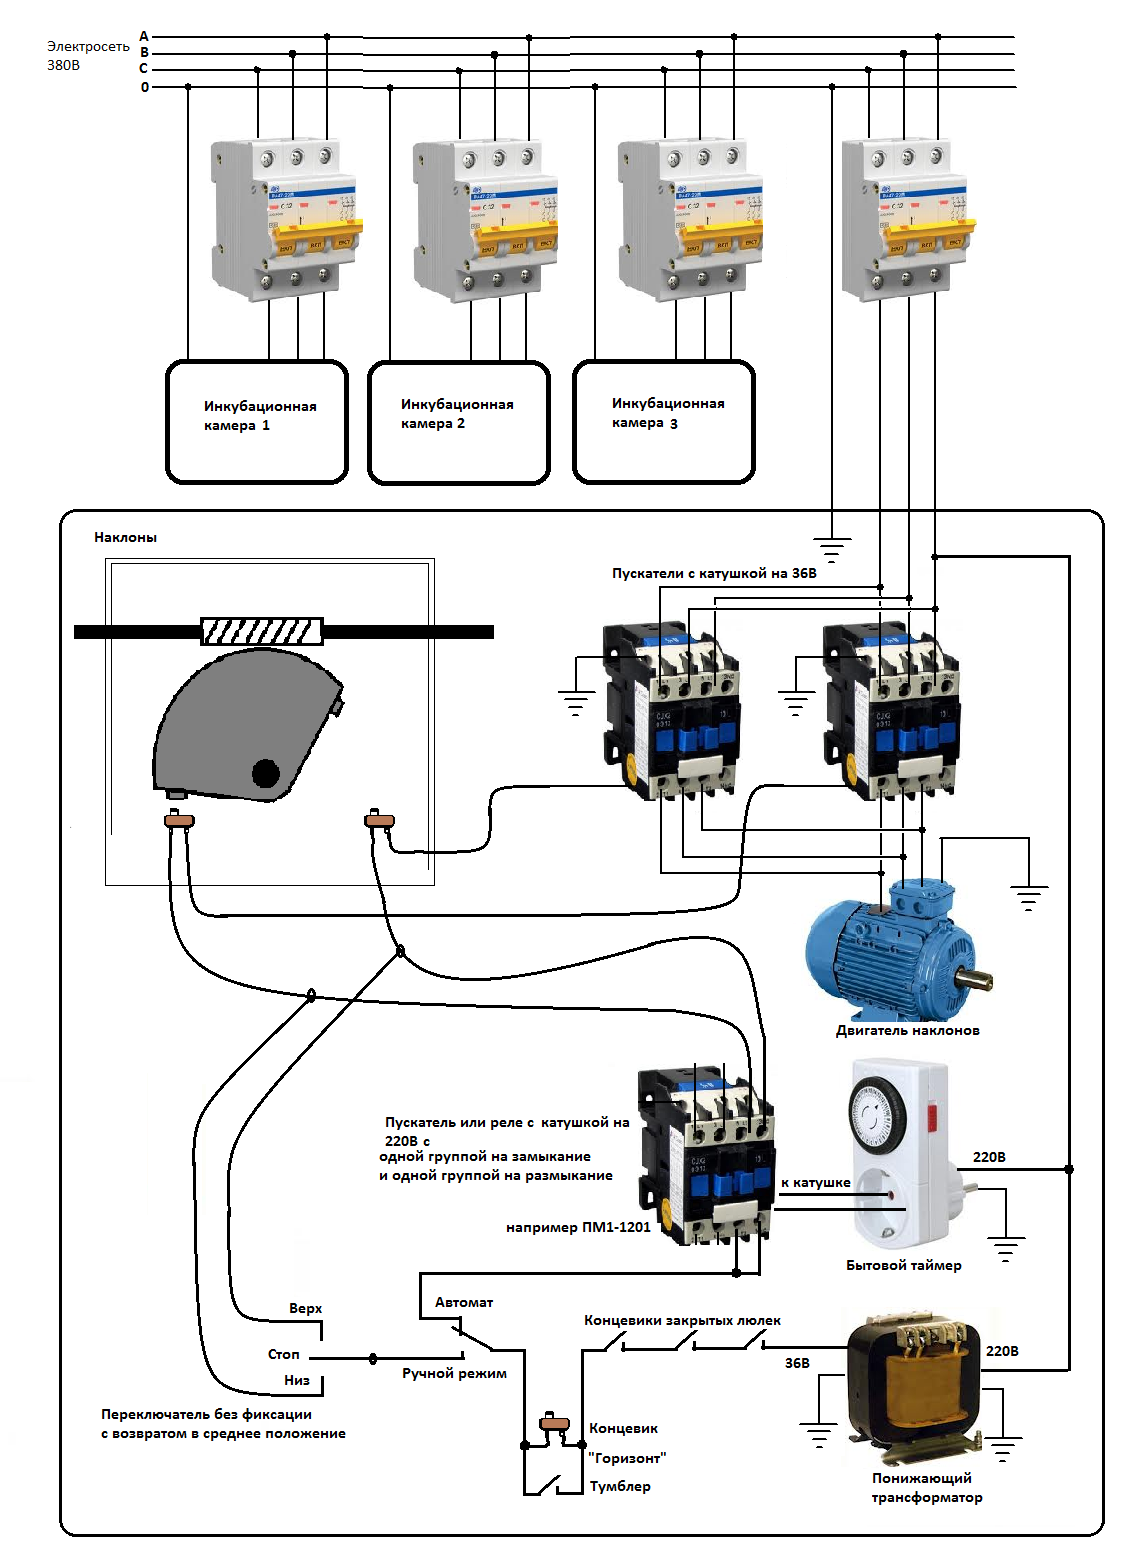 Электросеть
380В
А
В
С
0
Инкубационная
камера 1
Инкубационная
камера 2
Инкубационная
камера 3
Наклоны
Пускатели с катушкой на 36В
Двигатель наклонов
Пускатель или реле с катушкой на
220В с
одной группой на замыкание
и одной группой на размыкание
например ПМ1-1201
к катушке
220В
Бытовой таймер
Верх
Стоп
Низ
Автомат
Ручной режим
Переключатель без фиксации
с возвратом в среднее положение
Концевики закрытых люлек
36В
220В
Концевик
"Горизонт"
Тумблер
Понижающий
трансформатор